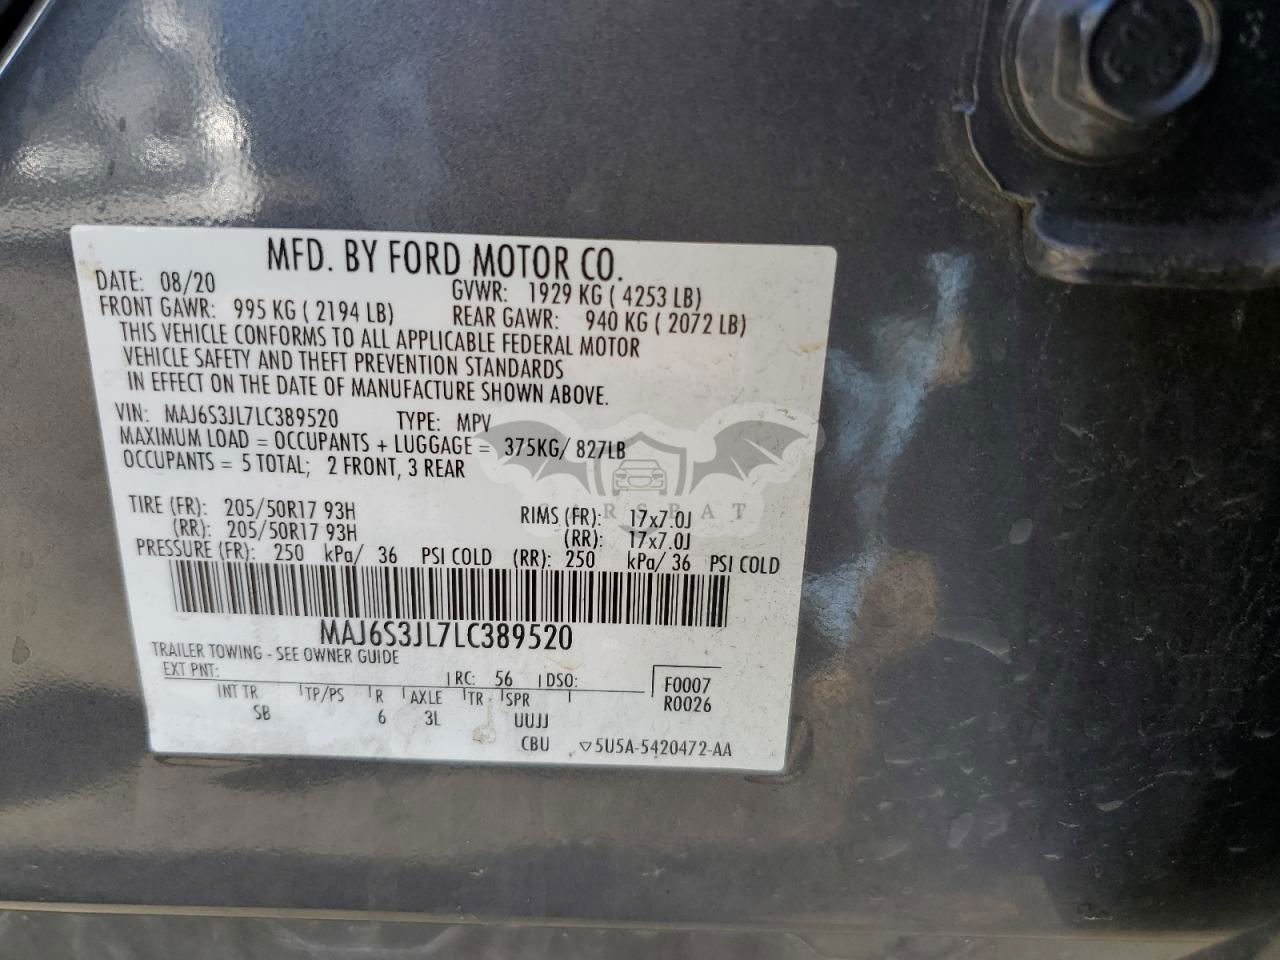 MFD. BY FORD MOTOR CO.
DATE: 08/20 GVWR: 1929 KG ( 4253 LB)
FRONT GAWR: 995 KG ( 2194 LB) REAR GAWR: 940 KG ( 2072 LB)
THIS VEHICLE CONFORMS TO ALL APPLICABLE FEDERAL MOTOR
VEHICLE SAFETY AND THEFT PREVENTION STANDARDS
IN EFFECT ON THE DATE OF MANUFACTURE SHOWN ABOVE.
VIN: MAJ6S3JL7LC389520 TYPE: MPV
MAXIMUM LOAD = OCCUPANTS + LUGGAGE = 375KG/ 827LB
OCCUPANTS = 5 TOTAL; 2 FRONT, 3 REAR
TIRE (FR): 205/50R17 93H RIMS (FR): 17x7.0J
(RR): 205/50R17 93H (RR): 17x7.0J
PRESSURE (FR): 250 kPa/ 36 PSI COLD (RR): 250 kPa/ 36 PSI COLD
MAJ6S3JL7LC389520
TRAILER TOWING - SEE OWNER GUIDE
EXT PNT: RC: 56 DSO: F0007
R0026
INT TR TP/PS R AXLE TR SPR
SB 6 3L UUJJ
CBU ▽5U5A-5420472-AA